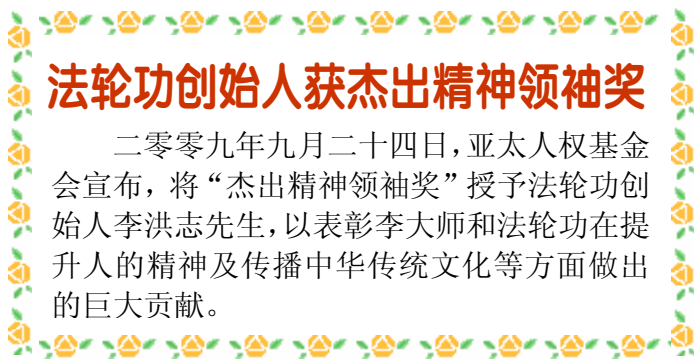 法轮功创始人获杰出精神领袖奖
二零零九年九月二十四日，亚太人权基金
会宣布，将“杰出精神领袖奖”授予法轮功创
始人李洪志先生，以表彰李大师和法轮功在提
升人的精神及传播中华传统文化等方面做出
的巨大贡献。